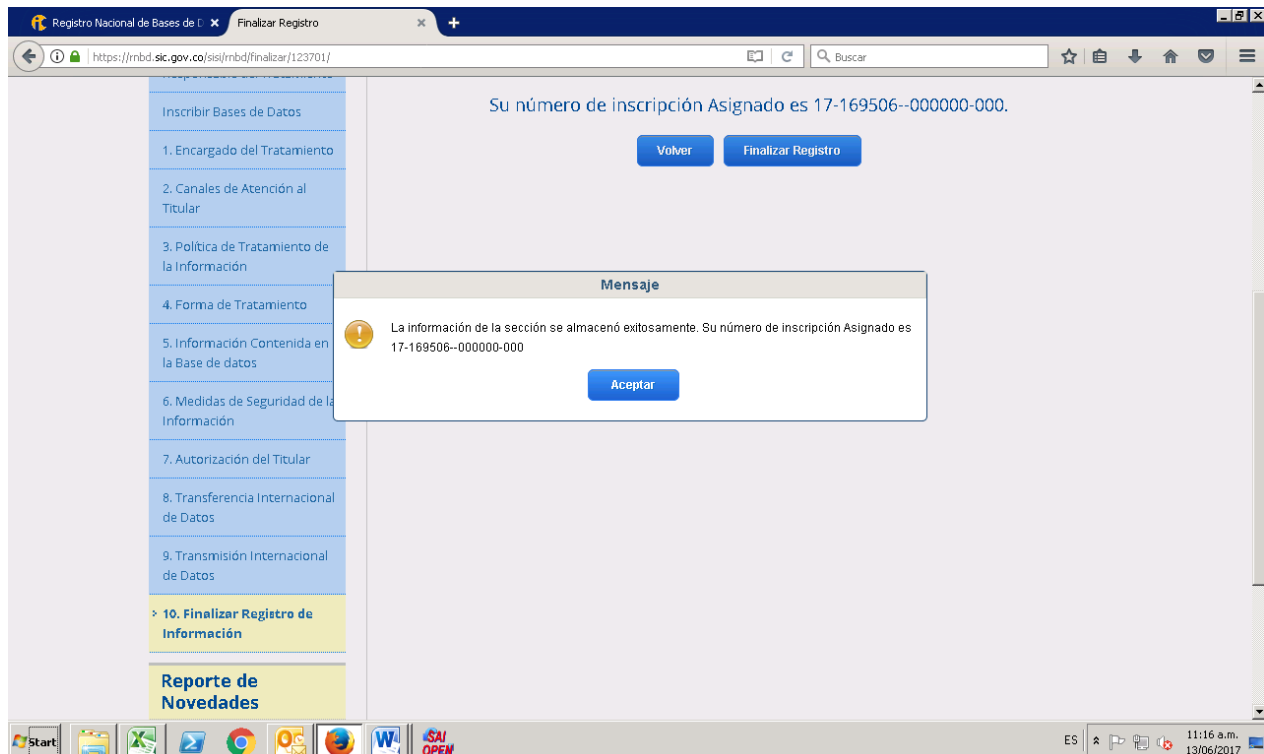 Registro Nacional de Bases de D
Finalizar Registro
https://rnbd.sic.gov.co/sisi/rnbd/finalizar/123701/
Buscar
Responsable del Tratamiento
Inscribir Bases de Datos
1. Encargado del Tratamiento
2. Canales de Atención al
Titular
3. Política de Tratamiento de
la Información
4. Forma de Tratamiento
5. Información Contenida en
la Base de datos
6. Medidas de Seguridad de la
Información
7. Autorización del Titular
8. Transferencia Internacional
de Datos
9. Transmisión Internacional
de Datos
10. Finalizar Registro de
Información
Reporte de
Novedades
Su número de inscripción Asignado es 17-169506--000000-000.
Volver
Finalizar Registro
Mensaje
La información de la sección se almacenó exitosamente. Su número de inscripción Asignado es
17-169506--000000-000
Aceptar
Start
SAI
OPEN
ES
11:16 a.m.
13/06/2017